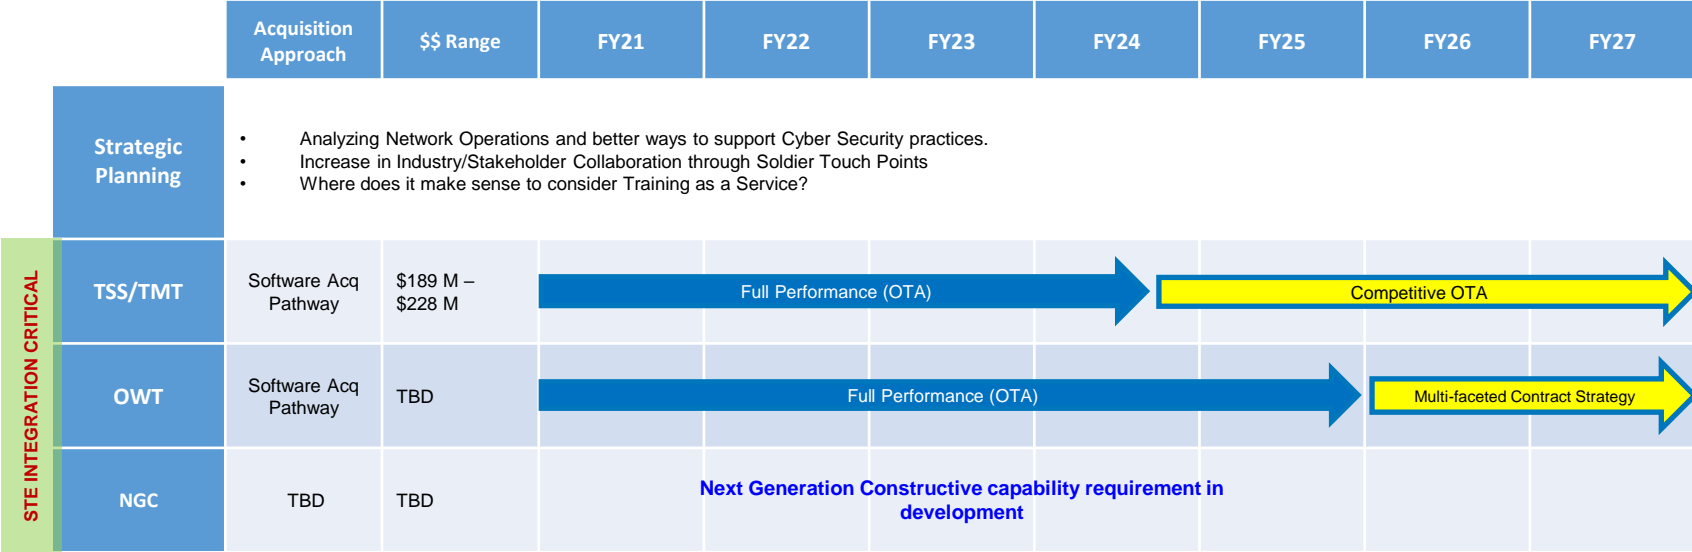 Acquisition
Approach
$$ Range
FY21
FY22
FY23
FY24
FY25
FY26
FY27
Strategic
Planning
• Analyzing Network Operations and better ways to support Cyber Security practices.
• Increase in Industry/Stakeholder Collaboration through Soldier Touch Points
• Where does it make sense to consider Training as a Service?
STE INTEGRATION CRITICAL
TSS/TMT
Software Acq
Pathway
$189 M –
$228 M
Full Performance (OTA)
Competitive OTA
OWT
Software Acq
Pathway
TBD
Full Performance (OTA)
Multi-faceted Contract Strategy
NGC
TBD
TBD
Next Generation Constructive capability requirement in
development